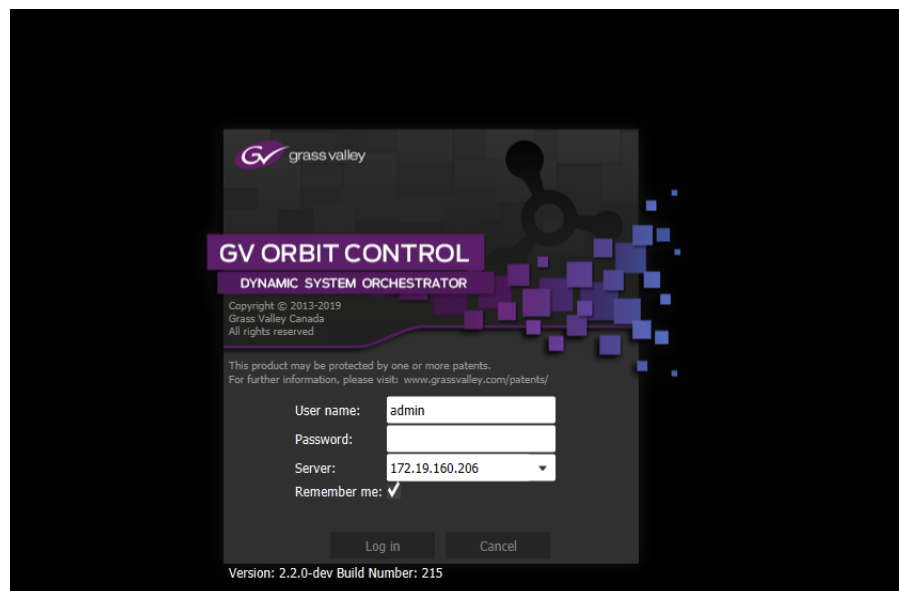 GV grass valley
GV ORBIT CONTROL
DYNAMIC SYSTEM ORCHESTRATOR
Copyright © 2013-2019
Grass Valley Canada
All rights reserved
This product may be protected by one or more patents.
For further information, please visit: www.grassvalley.com/patents/
User name: admin
Password:
Server: 172.19.160.206
Remember me:
Log in Cancel
Version: 2.2.0-dev Build Number: 215